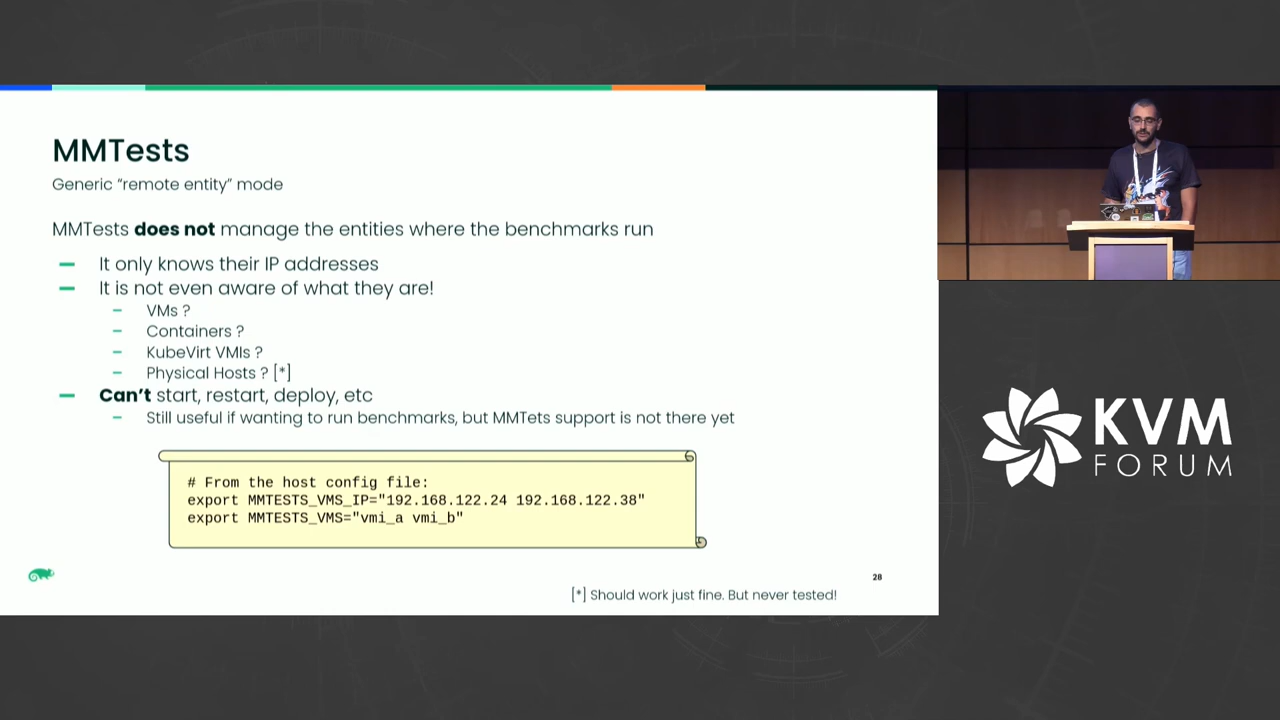 MMTests
Generic “remote entity” mode
MMTests does not manage the entities where the benchmarks run
It only knows their IP addresses
It is not even aware of what they are!
VMs ?
Containers ?
KubeVirt VMIs ?
Physical Hosts ? [*]
Can’t start, restart, deploy, etc
Still useful if wanting to run benchmarks, but MMTets support is not there yet
# From the host config file:
export MMTESTS_VMS_IP="192.168.122.24 192.168.122.38"
export MMTESTS_VMS="vmi_a vmi_b"
28
[*] Should work just fine. But never tested!
KVM
FORUM